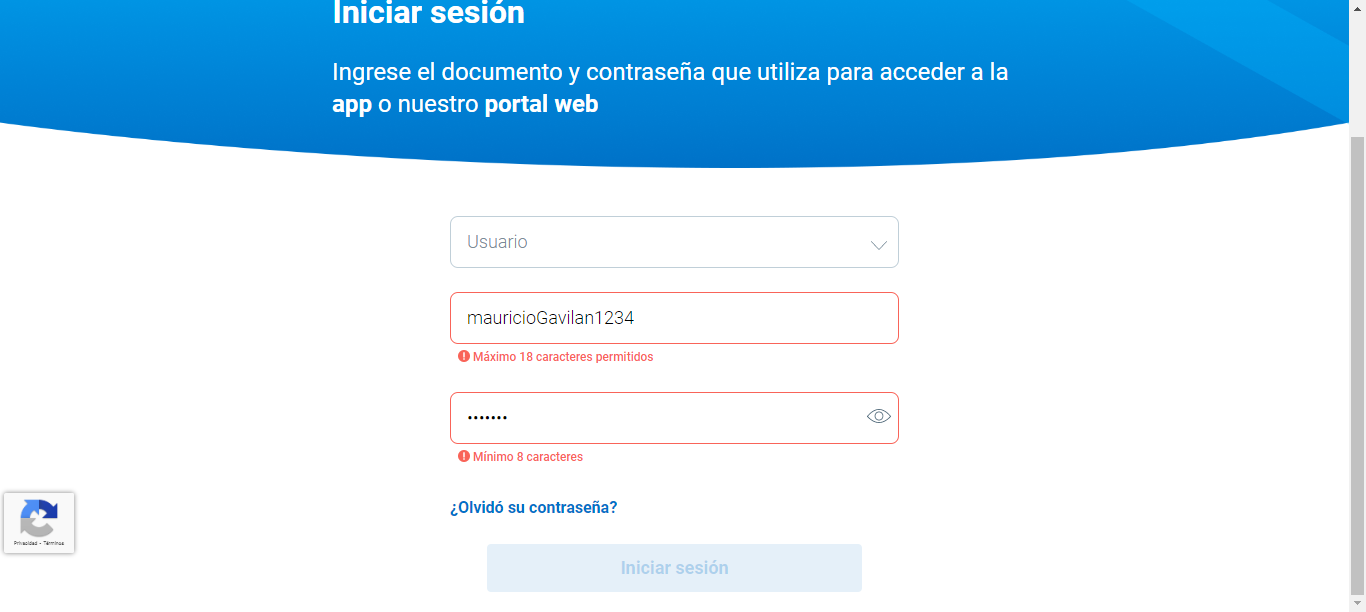 Iniciar sesión
Ingrese el documento y contraseña que utiliza para acceder a la
app o nuestro portal web
Usuario
mauricioGavilan1234
Máximo 18 caracteres permitidos
•••••••
Mínimo 8 caracteres
¿Olvidó su contraseña?
Privacidad - Términos
Iniciar sesión